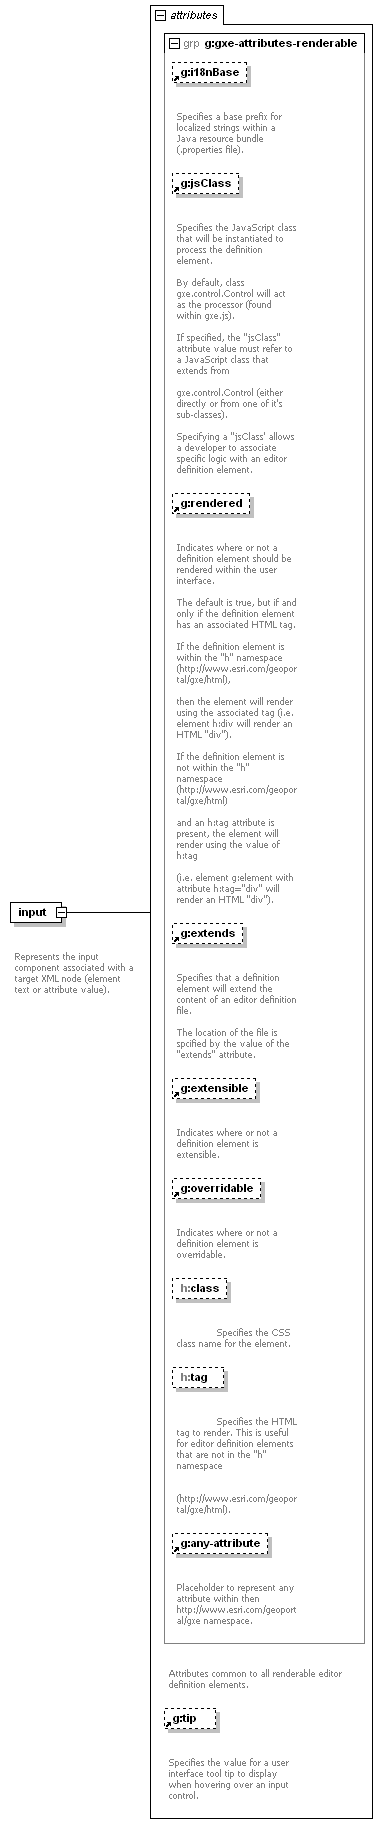 attributes
grp g:gxe-attributes-renderable
g:i18nBase
Specifies a base prefix for
localized strings within a
Java resource bundle
(.properties file).
g:jsClass
Specifies the JavaScript class
that will be instantiated to
process the definition
element.
By default, class
gxe.control.Control will act
as the processor (found
within gxe.js).
If specified, the "jsClass"
attribute value must refer to
a JavaScript class that
extends from
gxe.control.Control (either
directly or from one of it's
sub-classes).
Specifying a "jsClass' allows
a developer to associate
specific logic with an editor
definition element.
g:rendered
Indicates where or not a
definition element should be
rendered within the user
interface.
The default is true, but if and
only if the definition element
has an associated HTML tag.
If the definition element is
within the "h" namespace
(http://www.esri.com/geopor
tal/gxe/html),
then the element will render
using the associated tag (i.e.
element h:div will render an
HTML "div").
If the definition element is
not within the "h"
namespace
(http://www.esri.com/geopor
tal/gxe/html)
and an h:tag attribute is
present, the element will
render using the value of
h:tag
(i.e. element g:element with
attribute h:tag="div" will
render an HTML "div").
input
Represents the input
component associated with a
target XML node (element
text or attribute value).
g:extends
Specifies that a definition
element will extend the
content of an editor definition
file.
The location of the file is
spcified by the value of the
"extends" attribute.
g:extensible
Indicates where or not a
definition element is
extensible.
g:overridable
Indicates where or not a
definition element is
overridable.
h:class
Specifies the CSS
class name for the element.
h:tag
Specifies the HTML
tag to render. This is useful
for editor definition elements
that are not in the "h"
namespace
(http://www.esri.com/geopor
tal/gxe/html).
g:any-attribute
Placeholder to represent any
attribute within then
http://www.esri.com/geoport
al/gxe namespace.
Attributes common to all renderable editor
definition elements.
g:tip
Specifies the value for a user
interface tool tip to display
when hovering over an input
control.